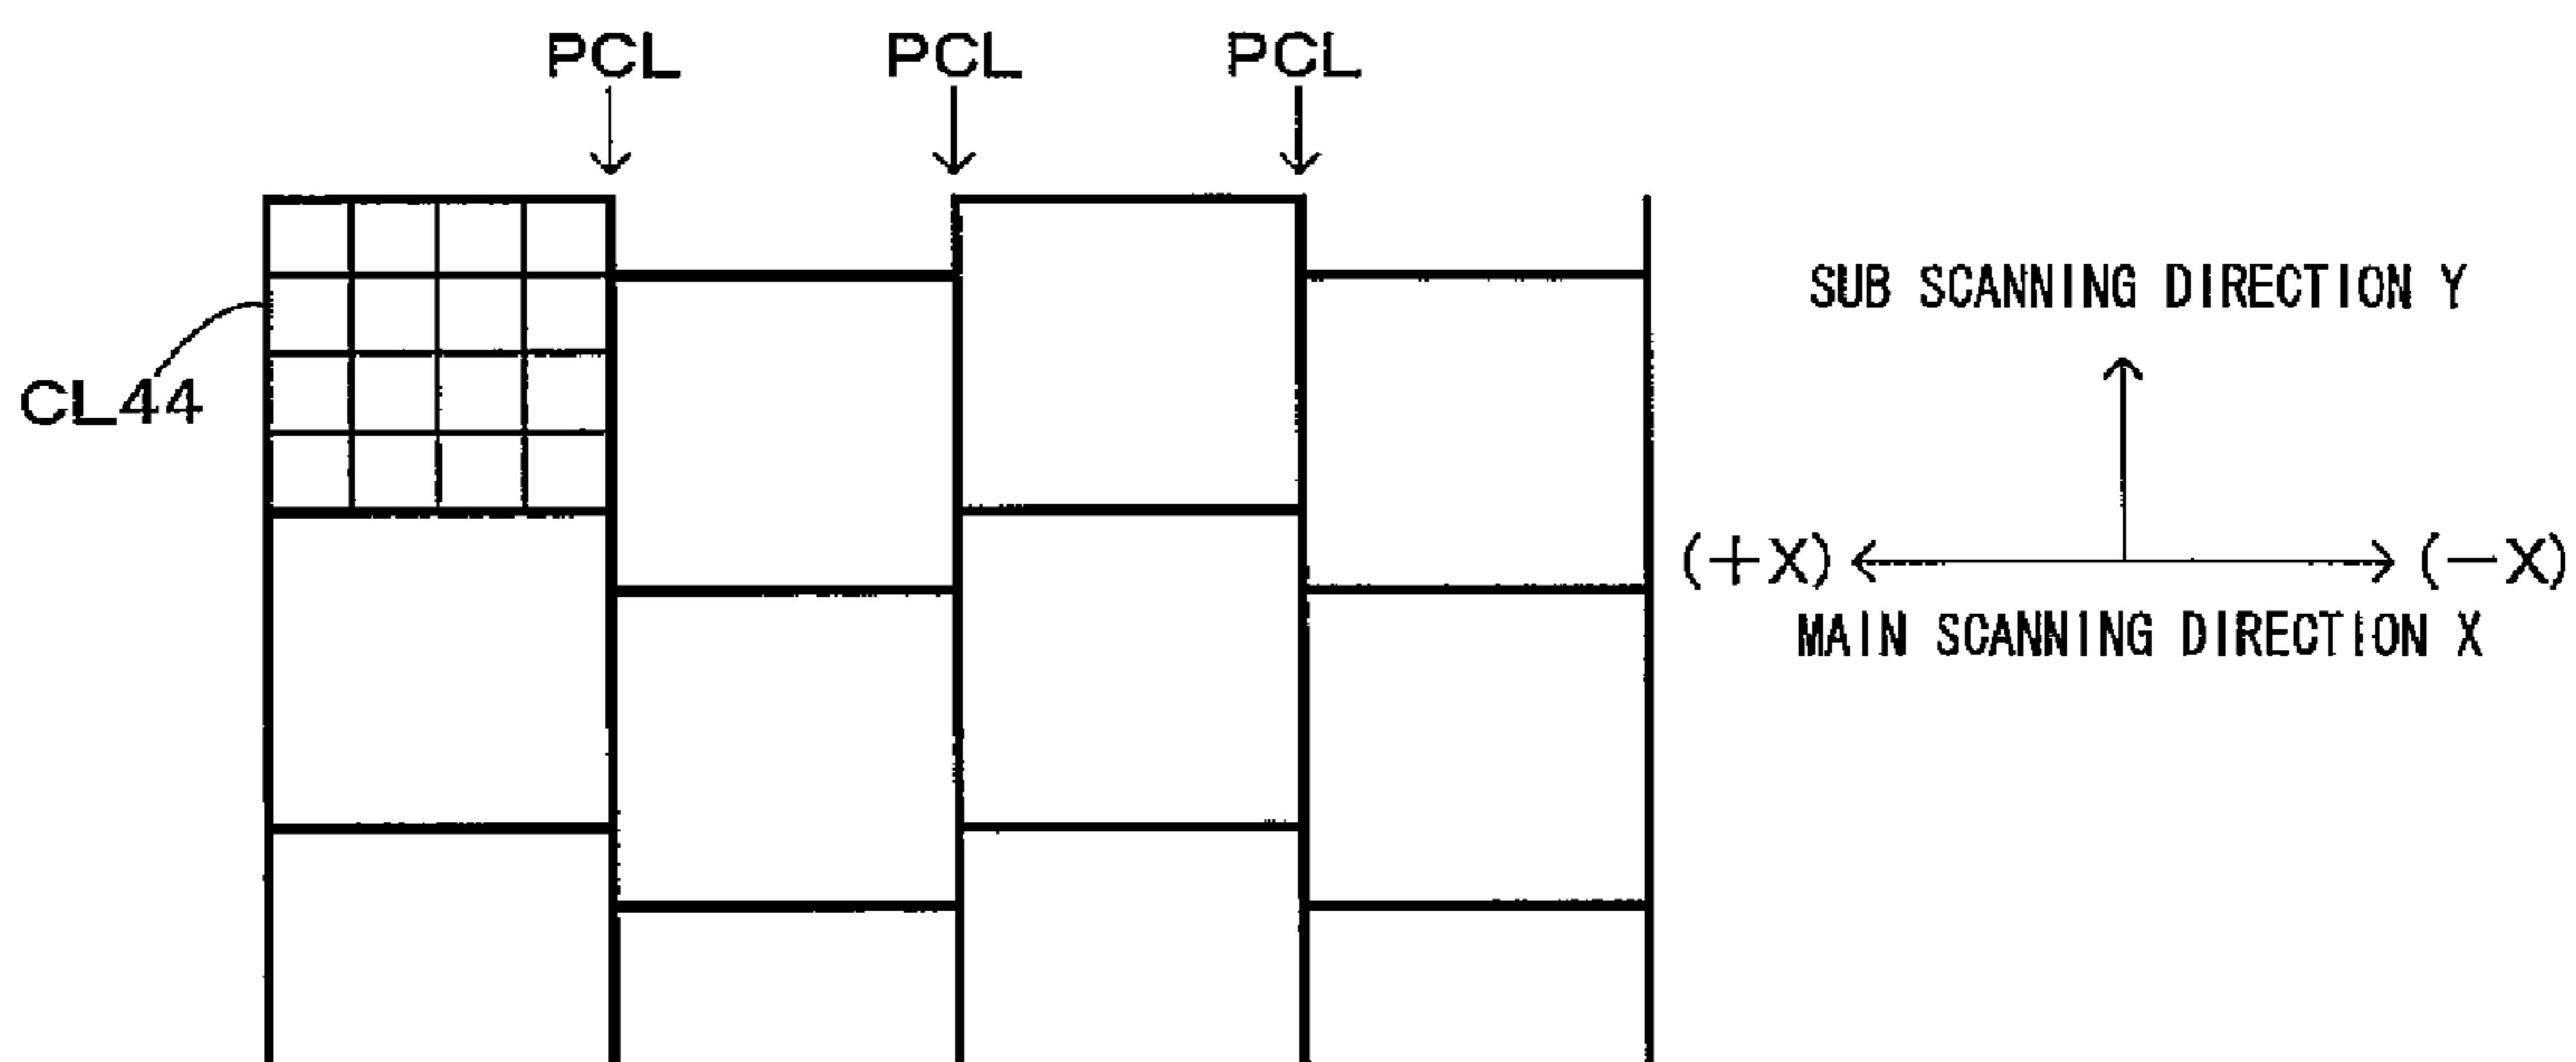 PCL PCL PCL
SUB SCANNING DIRECTION Y
CL44
(+X) (−X)
MAIN SCANNING DIRECTION X